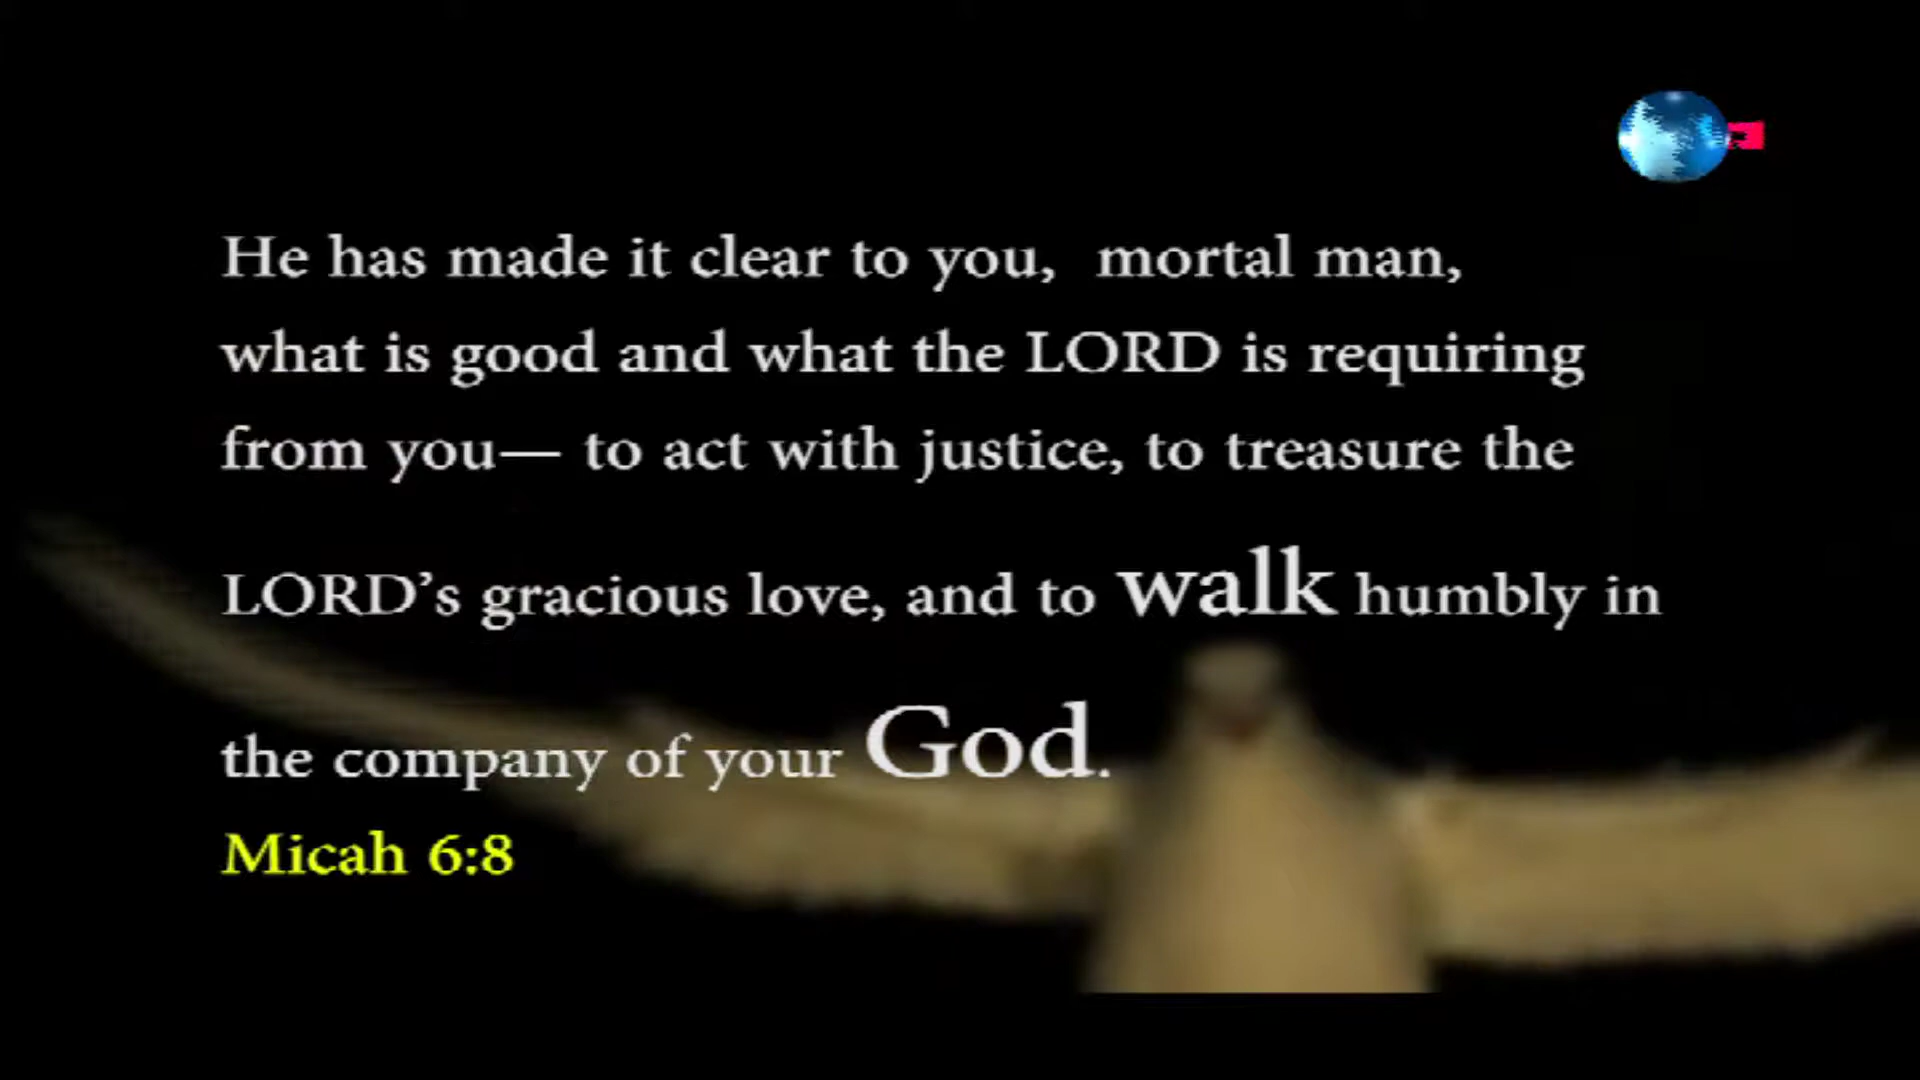 He has made it clear to you, mortal man,
what is good and what the LORD is requiring
from you— to act with justice, to treasure the
LORD’s gracious love, and to walk humbly in
the company of your God.
Micah 6:8